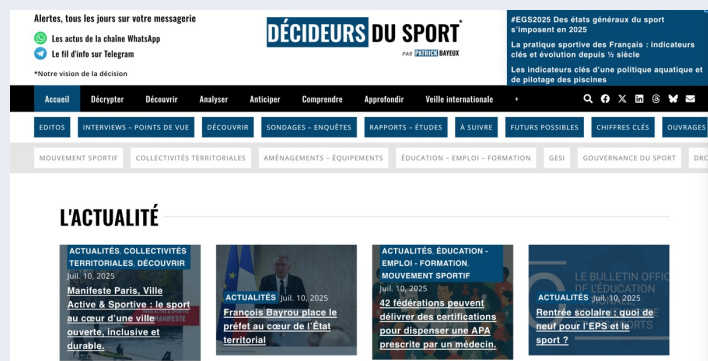 Alertes, tous les jours sur votre messagerie
Les actus de la chaîne WhatsApp
Le fil d'info sur Telegram
*Notre vision de la décision
DÉCIDEURS DU SPORT
PAR PATRICK BAYEUX
#EGS2025 Des états généraux du sport
s'imposent en 2025
La pratique sportive des Français : indicateurs
clés et évolution depuis ½ siècle
Les indicateurs clés d'une politique aquatique et
de pilotage des piscines
Accueil Décrypter Découvrir Analyser Anticiper Comprendre Approfondir Veille internationale +
EDITOS INTERVIEWS – POINTS DE VUE DÉCOUVRIR SONDAGES – ENQUÊTES RAPPORTS – ÉTUDES À SUIVRE FUTURS POSSIBLES CHIFFRES CLÉS OUVRAGES
MOUVEMENT SPORTIF COLLECTIVITÉS TERRITORIALES AMÉNAGEMENTS – ÉQUIPEMENTS ÉDUCATION – EMPLOI – FORMATION GESI GOUVERNANCE DU SPORT DRO
L'ACTUALITÉ
ACTUALITÉS, COLLECTIVITÉS
TERRITORIALES, DÉCOUVRIR
Juil. 10, 2025
Manifeste Paris, Ville
Active & Sportive : le sport
au cœur d'une ville
ouverte, inclusive et
durable.
ACTUALITÉS Juil. 10, 2025
François Bayrou place le
préfet au cœur de l'État
territorial
ACTUALITÉS, ÉDUCATION -
EMPLOI - FORMATION,
MOUVEMENT SPORTIF
Juil. 10, 2025
42 fédérations peuvent
délivrer des certifications
pour dispenser une APA
prescrite par un médecin.
LE BULLETIN OFFIC
DE L'ÉDUCATION
ACTUALITÉS Juil. 10, 2025
Rentrée scolaire : quoi de
neuf pour l'EPS et le
sport ?